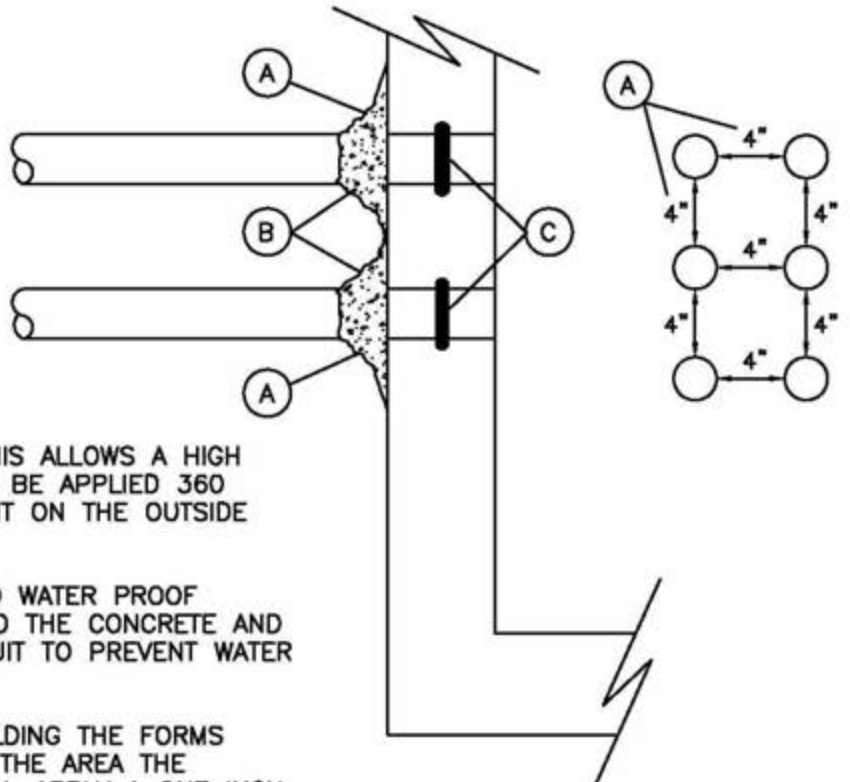 A
A
4"
4"
4"
B
C
4"
4"
4"
4"
A
HIS ALLOWS A HIGH
BE APPLIED 360
T ON THE OUTSIDE
WATER PROOF
O THE CONCRETE AND
UIT TO PREVENT WATER
LDING THE FORMS
THE AREA THE